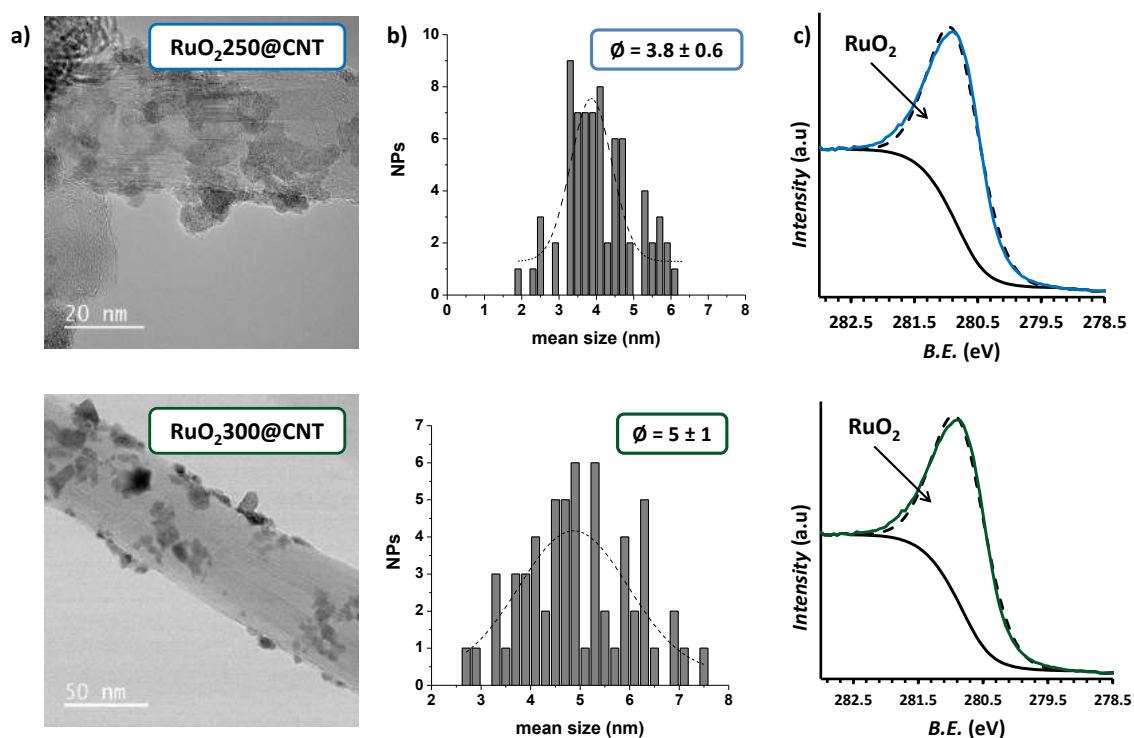 a)
RuO₂250@CNT
20 nm
b)
Ø = 3.8 ± 0.6
10
8
6
4
2
0
NPs
0 1 2 3 4 5 6 7 8
mean size (nm)
c)
RuO₂
Intensity (a.u)
282.5 281.5 280.5 279.5 278.5
B.E. (eV)
RuO₂300@CNT
50 nm
Ø = 5 ± 1
7
6
5
4
3
2
1
0
NPs
2 3 4 5 6 7 8
mean size (nm)
RuO₂
Intensity (a.u)
282.5 281.5 280.5 279.5 278.5
B.E. (eV)